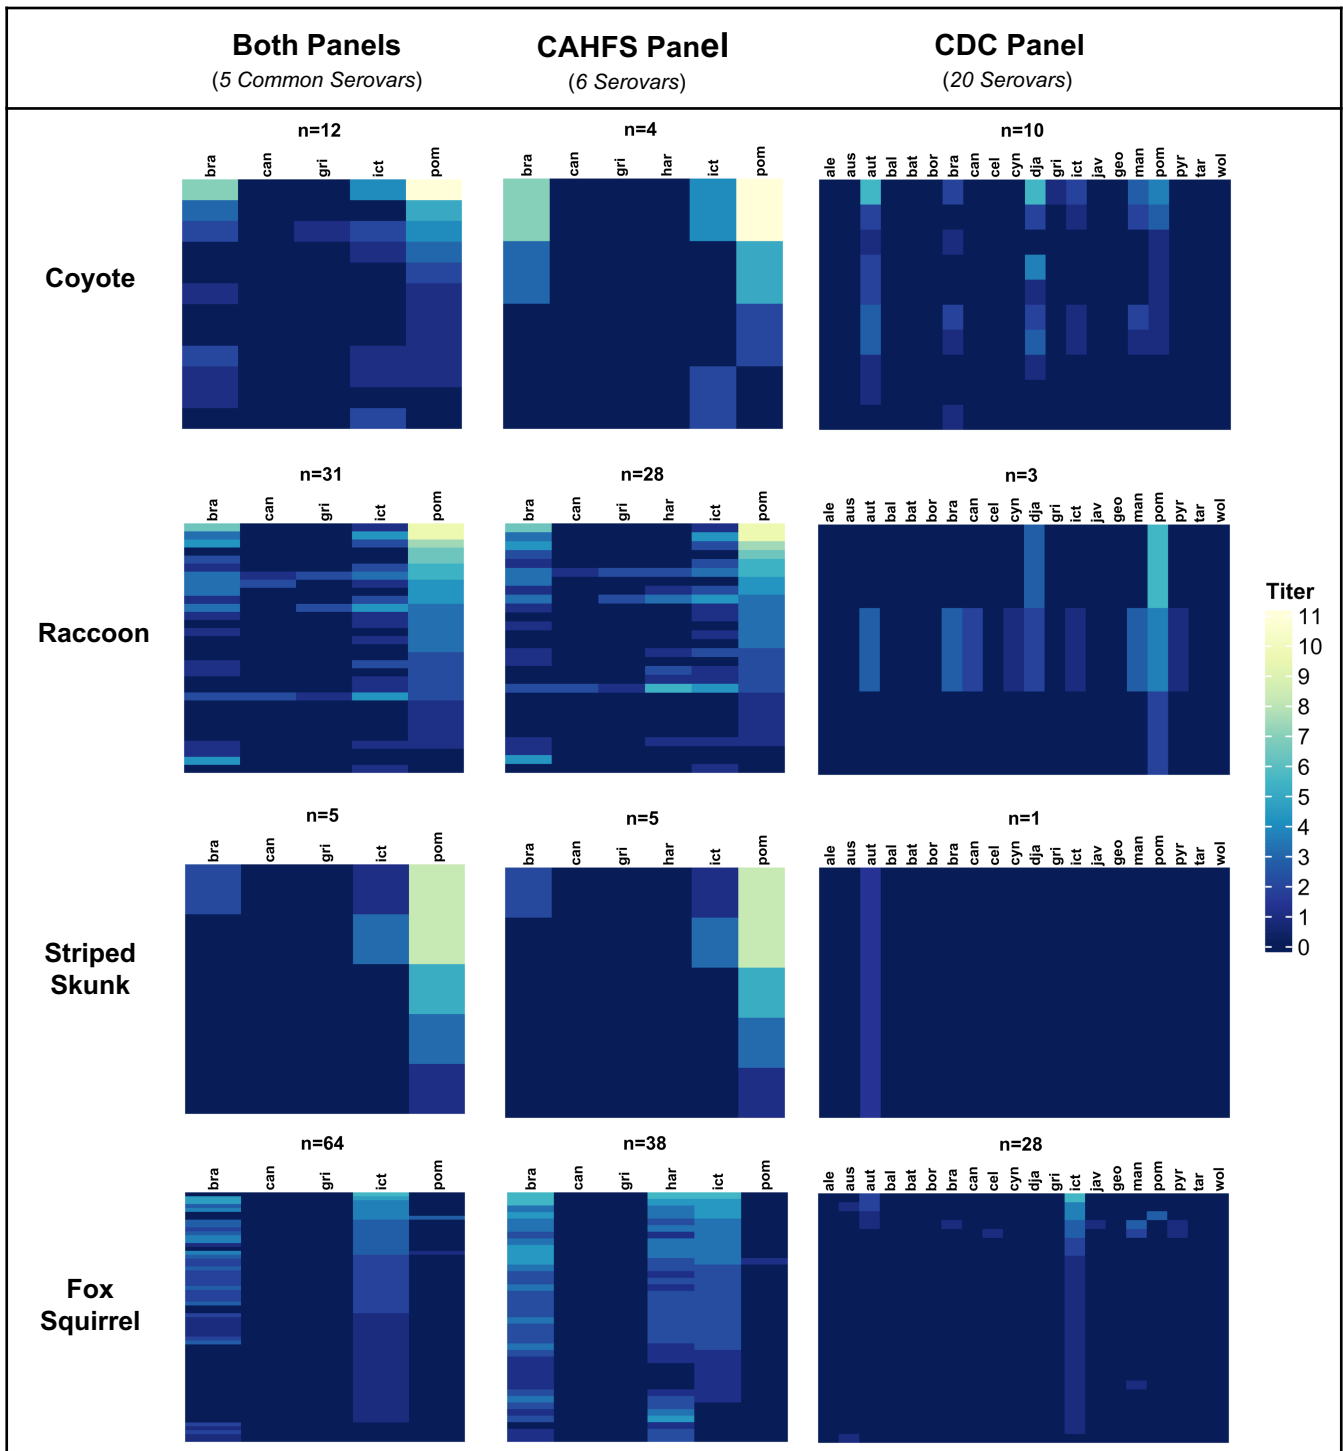 Both Panels
(5 Common Serovars)
CAHFS Panel
(6 Serovars)
CDC Panel
(20 Serovars)
Coyote
n=12
bra can gri ict pom
n=4
bra can gri har ict pom
n=10
ale aus aut bal bat bor bra can cel cyn dja gri ict jav geo man pom pyr tar wol
Raccoon
n=31
bra can gri ict pom
n=28
bra can gri har ict pom
n=3
ale aus aut bal bat bor bra can cel cyn dja gri ict jav geo man pom pyr tar wol
Striped
Skunk
n=5
bra can gri ict pom
n=5
bra can gri har ict pom
n=1
ale aus aut bal bat bor bra can cel cyn dja gri ict jav geo man pom pyr tar wol
Fox
Squirrel
n=64
bra can gri ict pom
n=38
bra can gri har ict pom
n=28
ale aus aut bal bat bor bra can cel cyn dja gri ict jav geo man pom pyr tar wol
Titer
11
10
9
8
7
6
5
4
3
2
1
0